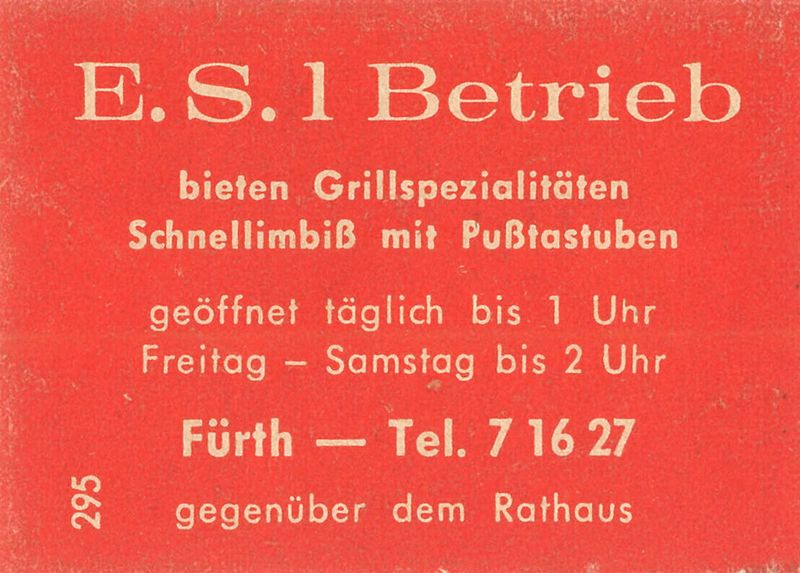 E. S. 1 Betrieb
bieten Grillspezialitäten
Schnellimbiß mit Pußtastuben
geöffnet täglich bis 1 Uhr
Freitag – Samstag bis 2 Uhr
Fürth — Tel. 7 16 27
gegenüber dem Rathaus
295